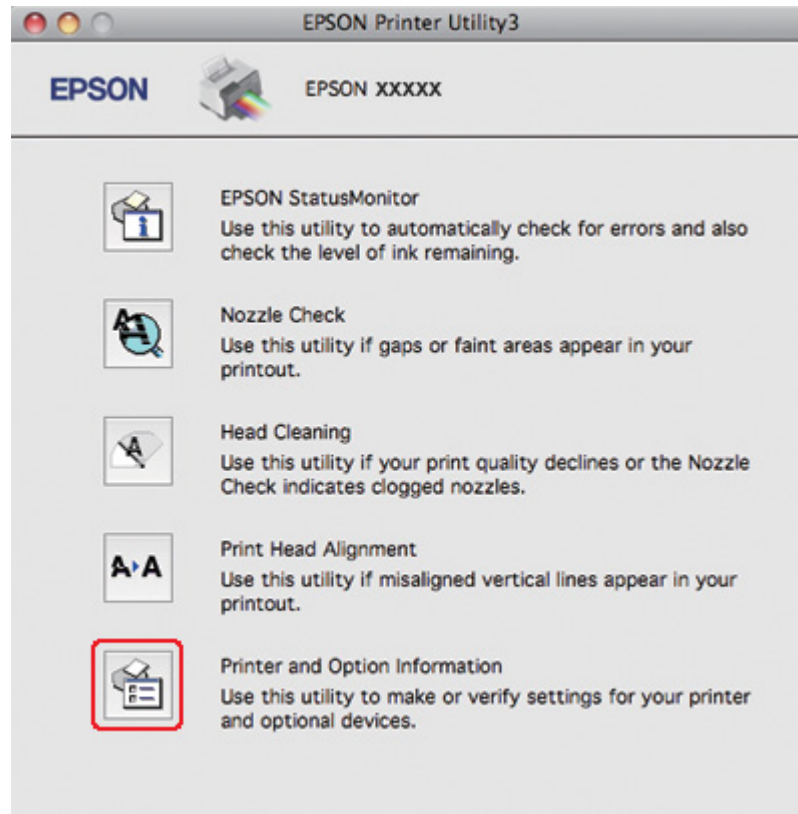 EPSON Printer Utility3
EPSON
EPSON XXXXX
EPSON StatusMonitor
Use this utility to automatically check for errors and also
check the level of ink remaining.
Nozzle Check
Use this utility if gaps or faint areas appear in your
printout.
Head Cleaning
Use this utility if your print quality declines or the Nozzle
Check indicates clogged nozzles.
Print Head Alignment
Use this utility if misaligned vertical lines appear in your
printout.
Printer and Option Information
Use this utility to make or verify settings for your printer
and optional devices.